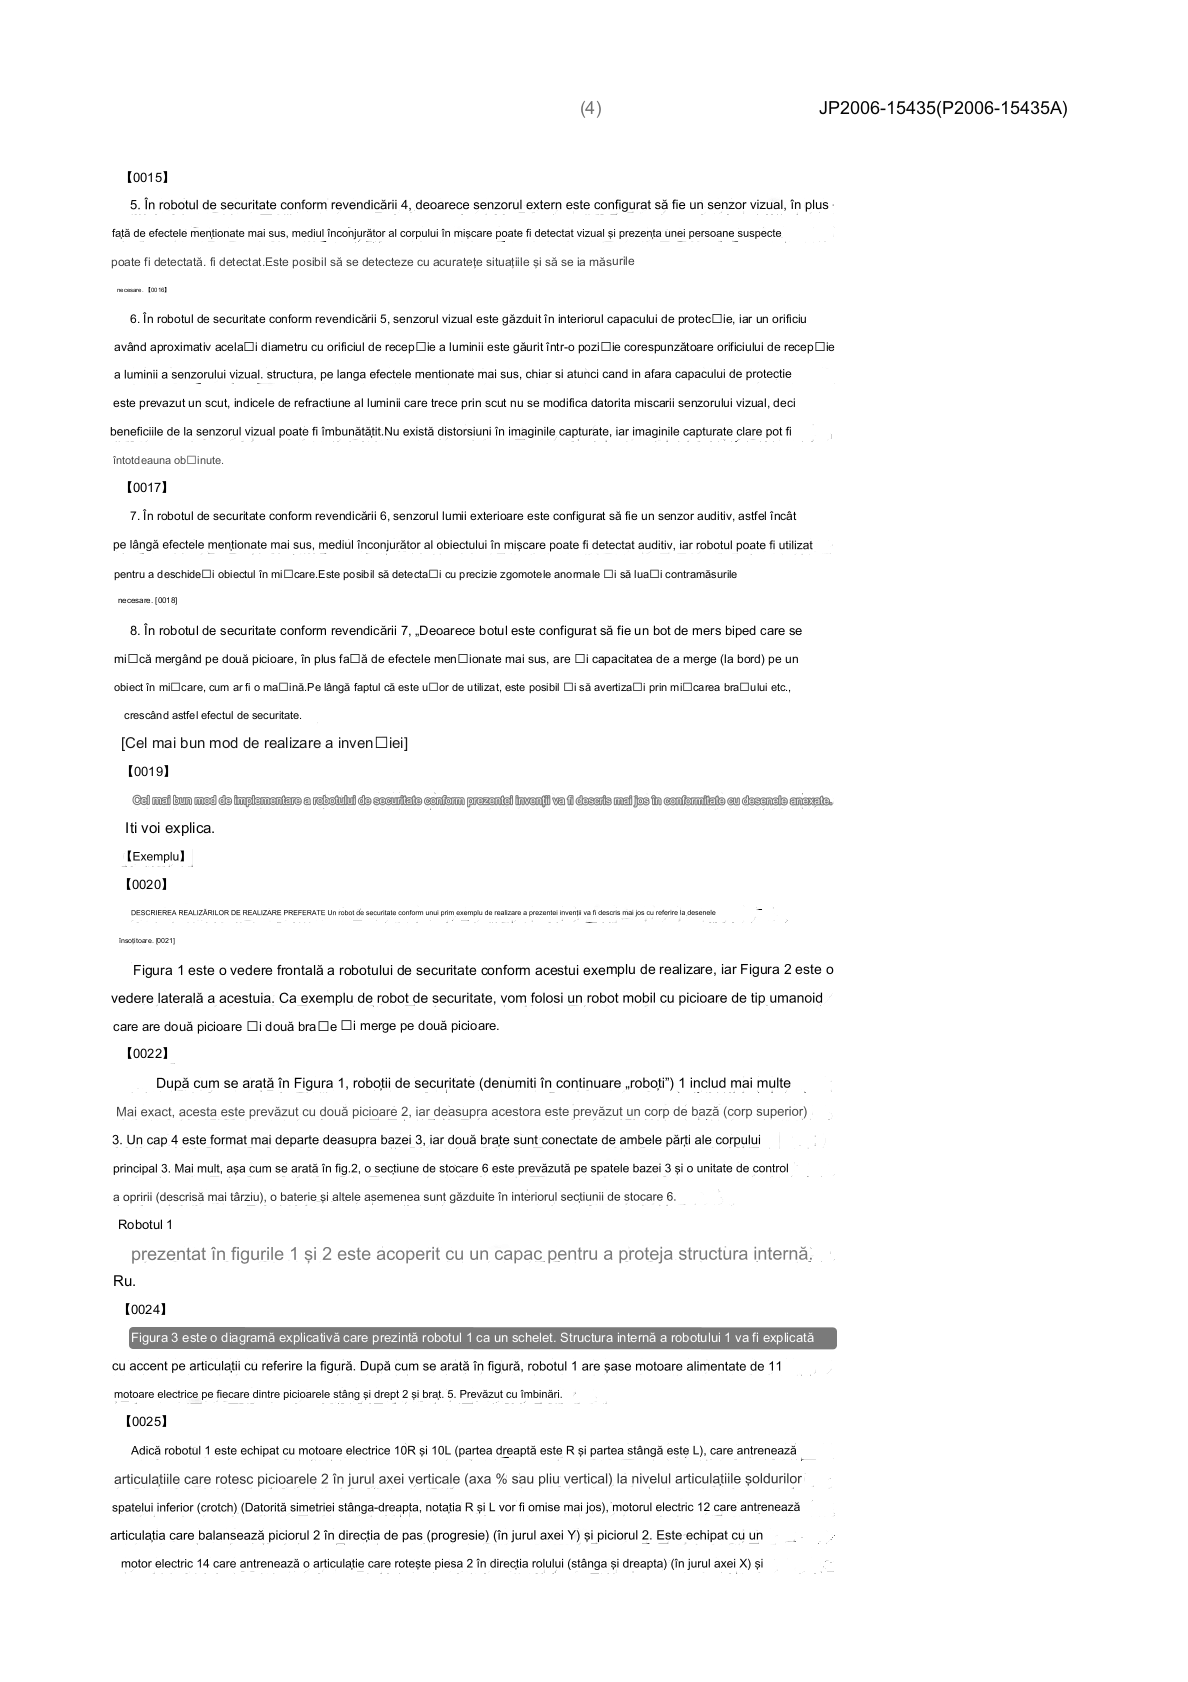 (4)
JP2006-15435(P2006-15435A)
【0015】
5. În robotul de securitate conform revendicării 4, deoarece senzorul extern este configurat să fie un senzor vizual, în plus
față de efectele menționate mai sus, mediul înconjurător al corpului în mișcare poate fi detectat vizual și prezența unei persoane suspecte
poate fi detectată. fi detectat.Este posibil să se detecteze cu acuratețe situațiile și să se ia măsurile
necesare. 【0016】
6. În robotul de securitate conform revendicării 5, senzorul vizual este găzduit în interiorul capacului de protec□ie, iar un orificiu
având aproximativ acela□i diametru cu orificiul de recep□ie a luminii este găurit într-o pozi□ie corespunzătoare orificiului de recep□ie
a luminii a senzorului vizual. structura, pe langa efectele mentionate mai sus, chiar si atunci cand in afara capacului de protectie
este prevazut un scut, indicele de refractiune al luminii care trece prin scut nu se modifica datorita miscarii senzorului vizual, deci
beneficiile de la senzorul vizual poate fi îmbunătățit.Nu există distorsiuni în imaginile capturate, iar imaginile capturate clare pot fi
întotdeauna ob□inute.
【0017】
7. În robotul de securitate conform revendicării 6, senzorul lumii exterioare este configurat să fie un senzor auditiv, astfel încât
pe lângă efectele menționate mai sus, mediul înconjurător al obiectului în mișcare poate fi detectat auditiv, iar robotul poate fi utilizat
pentru a deschide□i obiectul în mi□care.Este posibil să detecta□i cu precizie zgomotele anormale □i să lua□i contramăsurile
necesare. [0018]
8. În robotul de securitate conform revendicării 7, „Deoarece botul este configurat să fie un bot de mers biped care se
mi□că mergând pe două picioare, în plus fa□ă de efectele men□ionate mai sus, are □i capacitatea de a merge (la bord) pe un
obiect în mi□care, cum ar fi o ma□ină.Pe lângă faptul că este u□or de utilizat, este posibil □i să avertiza□i prin mi□carea bra□ului etc.,
crescând astfel efectul de securitate.
[Cel mai bun mod de realizare a inven□iei]
【0019】
Cel mai bun mod de implementare a robotului de securitate conform prezentei invenții va fi descris mai jos în conformitate cu desenele anexate.
Iti voi explica.
【Exemplu】
【0020】
DESCRIEREA REALIZĂRILOR DE REALIZARE PREFERATE Un robot de securitate conform unui prim exemplu de realizare a prezentei invenții va fi descris mai jos cu referire la desenele
însoțitoare. [0021]
Figura 1 este o vedere frontală a robotului de securitate conform acestui exemplu de realizare, iar Figura 2 este o
vedere laterală a acestuia. Ca exemplu de robot de securitate, vom folosi un robot mobil cu picioare de tip umanoid
care are două picioare □i două bra□e □i merge pe două picioare.
【0022】
După cum se arată în Figura 1, roboții de securitate (denumiti în continuare „roboți”) 1 includ mai multe
Mai exact, acesta este prevăzut cu două picioare 2, iar deasupra acestora este prevăzut un corp de bază (corp superior)
3. Un cap 4 este format mai departe deasupra bazei 3, iar două brațe sunt conectate de ambele părți ale corpului
principal 3. Mai mult, așa cum se arată în fig.2, o secțiune de stocare 6 este prevăzută pe spatele bazei 3 și o unitate de control
a opririi (descrisă mai târziu), o baterie și altele asemenea sunt găzduite în interiorul secțiunii de stocare 6.
Robotul 1
prezentat în figurile 1 și 2 este acoperit cu un capac pentru a proteja structura internă.
Ru.
【0024】
Figura 3 este o diagramă explicativă care prezintă robotul 1 ca un schelet. Structura internă a robotului 1 va fi explicată
cu accent pe articulații cu referire la figură. După cum se arată în figură, robotul 1 are șase motoare alimentate de 11
motoare electrice pe fiecare dintre picioarele stâng și drept 2 și braț. 5. Prevăzut cu îmbinări.
【0025】
Adică robotul 1 este echipat cu motoare electrice 10R și 10L (partea dreaptă este R și partea stângă este L), care antrenează
articulațiile care rotesc picioarele 2 în jurul axei verticale (axa % sau pliu vertical) la nivelul articulațiile șoldurilor
spatelui inferior (crotch) (Datorită simetriei stânga-dreapta, notația R și L vor fi omise mai jos), motorul electric 12 care antrenează
articulația care balansează piciorul 2 în direcția de pas (progresie) (în jurul axei Y) și piciorul 2. Este echipat cu un
motor electric 14 care antrenează o articulație care rotește piesa 2 în direcția rolului (stânga și dreapta) (în jurul axei X) și